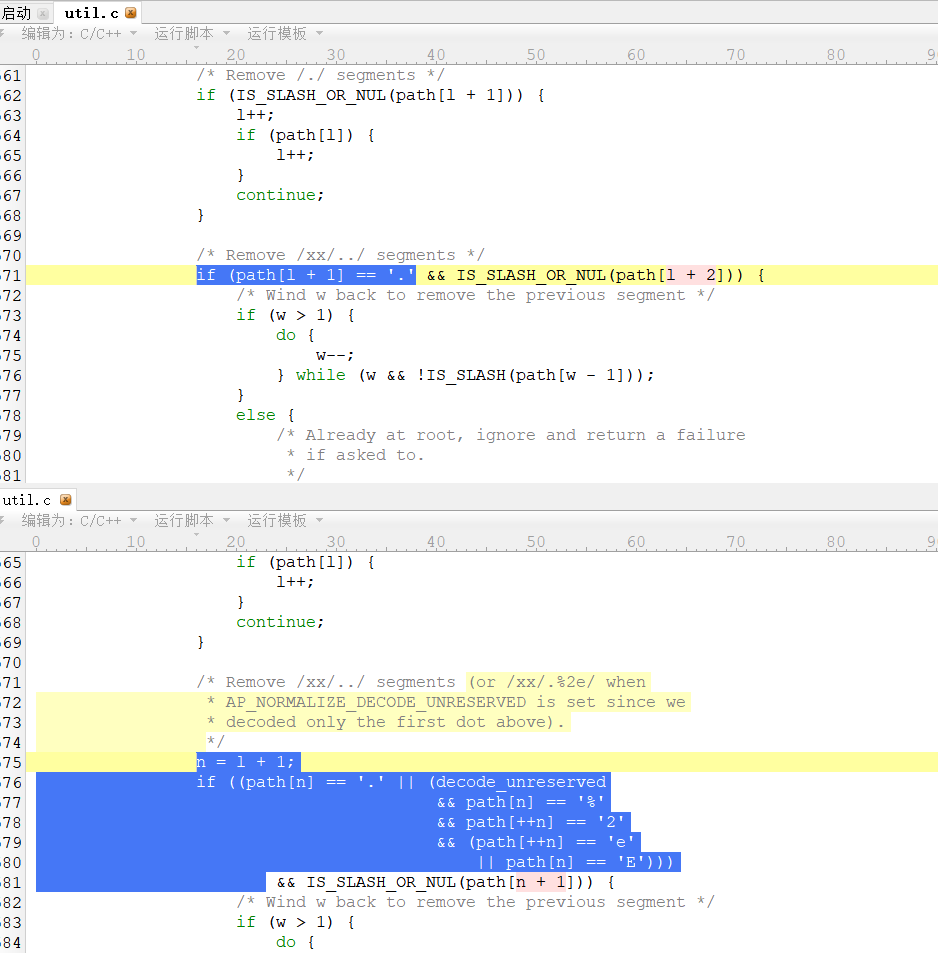 启动 util.c
编辑为: C/C++ 运行脚本 运行模板
0 10 20 30 40 50 60 70 80 9
61 /* Remove /./ segments */
62 if (IS_SLASH_OR_NUL(path[l + 1])) {
63 l++;
64 if (path[l]) {
65 l++;
66 }
67 continue;
68 }
69
70 /* Remove /xx/../ segments */
71 if (path[l + 1] == '.' && IS_SLASH_OR_NUL(path[l + 2])) {
72 /* Wind w back to remove the previous segment */
73 if (w > 1) {
74 do {
75 w--;
76 } while (w && !IS_SLASH(path[w - 1]));
77 }
78 else {
79 /* Already at root, ignore and return a failure
80 * if asked to.
81 */
util.c
编辑为: C/C++ 运行脚本 运行模板
0 10 20 30 40 50 60 70 80 9
65 if (path[l]) {
66 l++;
67 }
68 continue;
69 }
70
71 /* Remove /xx/../ segments (or /xx/.%2e/ when
72 * AP_NORMALIZE_DECODE_UNRESERVED is set since we
73 * decoded only the first dot above).
74 */
75 n = l + 1;
76 if ((path[n] == '.' || (decode_unreserved
77 && path[n] == '%'
78 && path[++n] == '2'
79 && (path[++n] == 'e'
80 || path[n] == 'E')))
81 && IS_SLASH_OR_NUL(path[n + 1])) {
82 /* Wind w back to remove the previous segment */
83 if (w > 1) {
84 do {